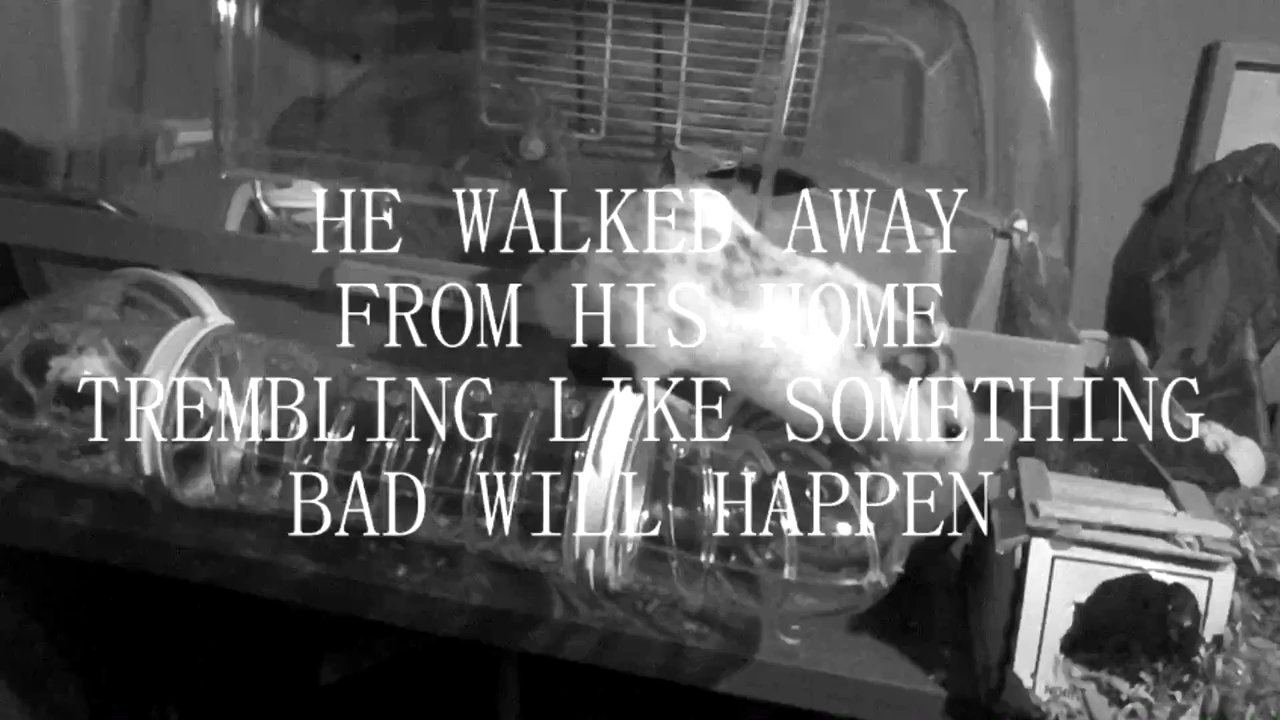 HE WALKED AWAY
FROM HIS HOME
TREMBLING LIKE SOMETHING
BAD WILL HAPPEN